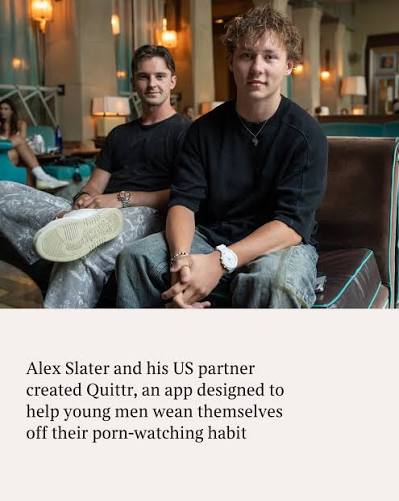 Alex Slater and his US partner
created Quittr, an app designed to
help young men wean themselves
off their porn-watching habit